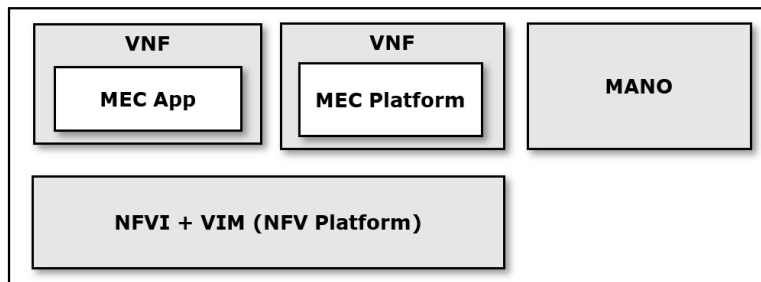 VNF
MEC App
VNF
MEC Platform
MANO
NFVI + VIM (NFV Platform)